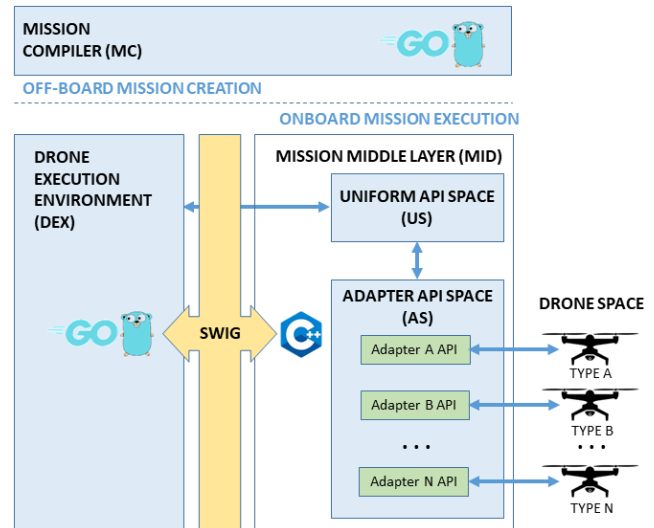 MISSION
COMPILER (MC)
GO
OFF-BOARD MISSION CREATION
ONBOARD MISSION EXECUTION
DRONE
EXECUTION
ENVIRONMENT
(DEX)
MISSION MIDDLE LAYER (MID)
UNIFORM API SPACE
(US)
ADAPTER API SPACE
(AS)
DRONE SPACE
GO
SWIG
C++
Adapter A API
TYPE A
Adapter B API
TYPE B
. . .
. . .
Adapter N API
TYPE N